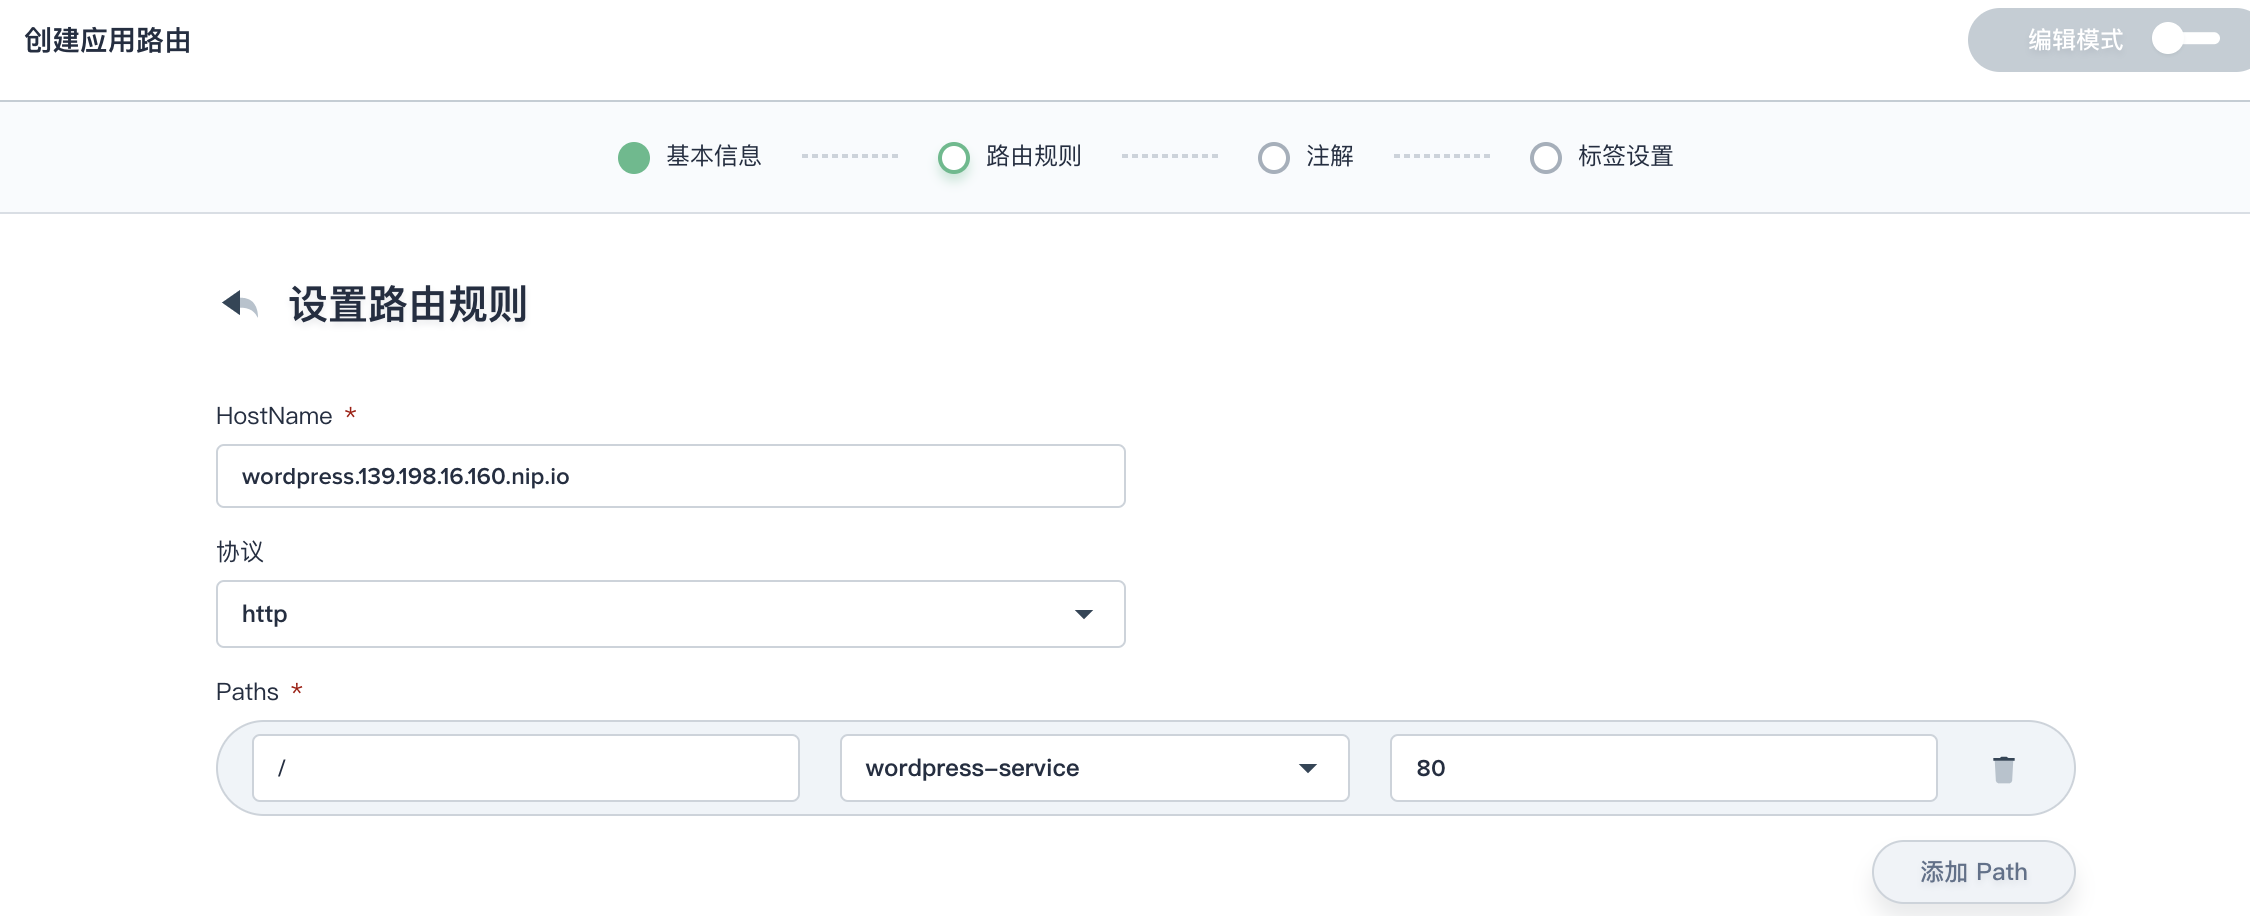 创建应用路由
编辑模式
基本信息
路由规则
注解
标签设置
设置路由规则
HostName *
wordpress.139.198.16.160.nip.io
协议
http
Paths *
/
wordpress-service
80
添加 Path